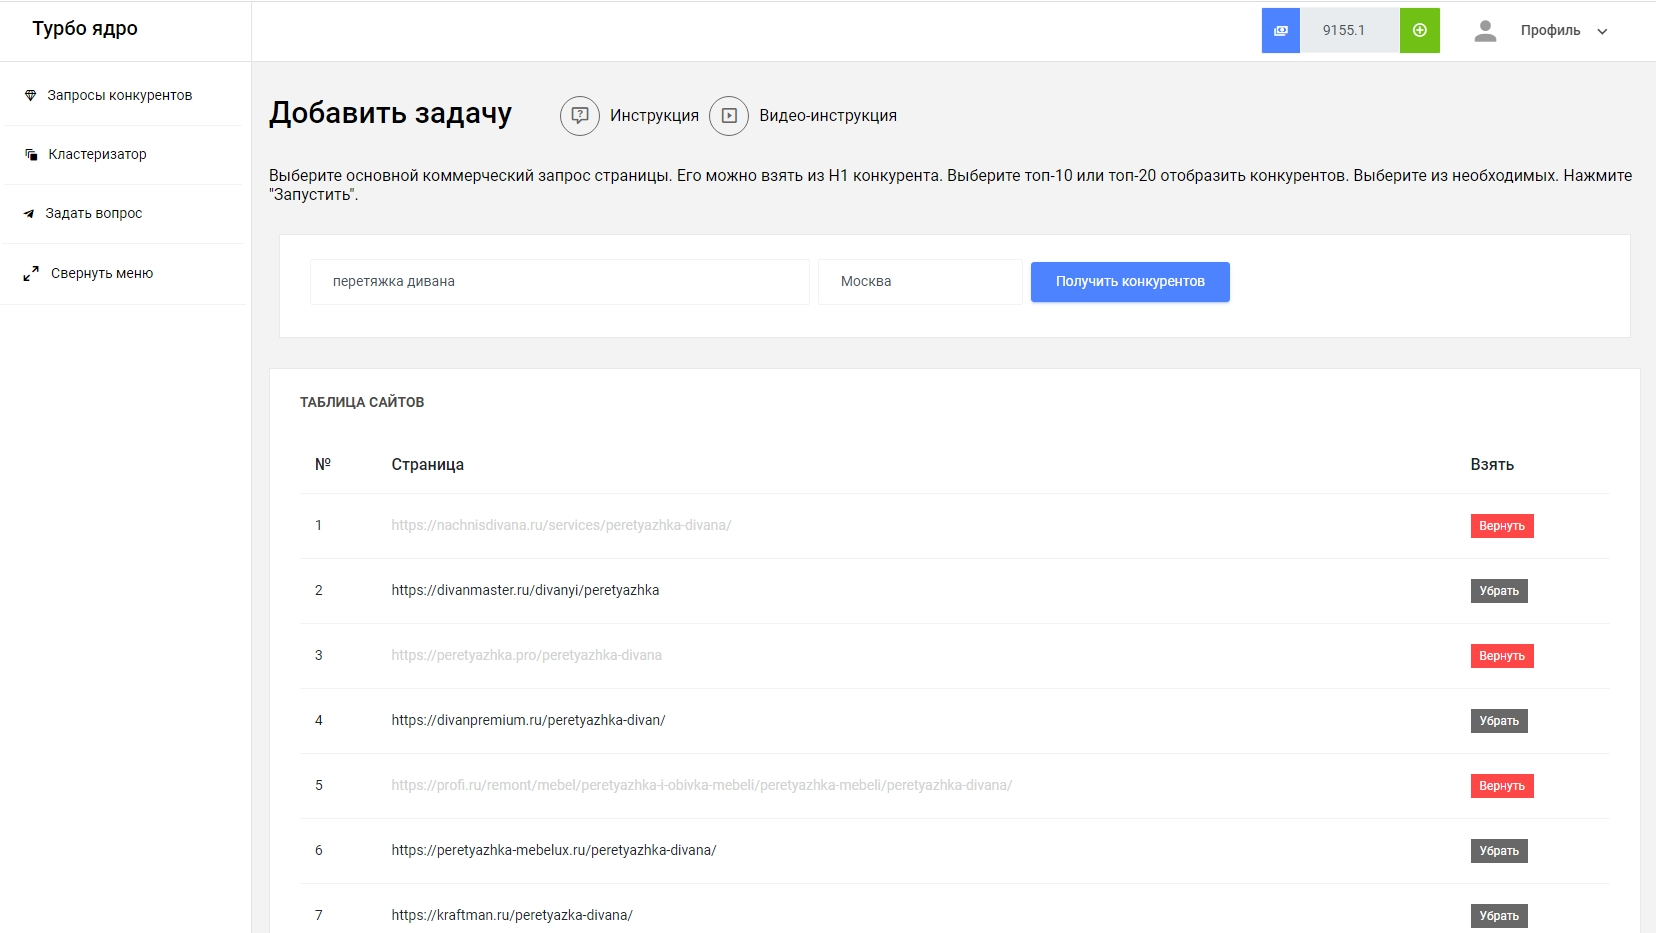 Турбо ядро
9155.1
Профиль
Запросы конкурентов
Кластеризатор
Задать вопрос
Свернуть меню
Добавить задачу
Инструкция
Видео-инструкция
Выберите основной коммерческий запрос страницы. Его можно взять из H1 конкурента. Выберите топ-10 или топ-20 отобразить конкурентов. Выберите из необходимых. Нажмите
"Запустить".
перетяжка дивана
Москва
Получить конкурентов
ТАБЛИЦА САЙТОВ
№ Страница Взять
1 https://nachnisdivana.ru/services/peretyazhka-divana/ Вернуть
2 https://divanmaster.ru/divanyi/peretyazhka Убрать
3 https://peretyazhka.pro/peretyazhka-divana Вернуть
4 https://divanpremium.ru/peretyazhka-divan/ Убрать
5 https://profi.ru/remont/mebel/peretyazhka-i-obivka-mebeli/peretyazhka-mebeli/peretyazhka-divana/ Вернуть
6 https://peretyazhka-mebelux.ru/peretyazhka-divana/ Убрать
7 https://kraftman.ru/peretyazka-divana/ Убрать